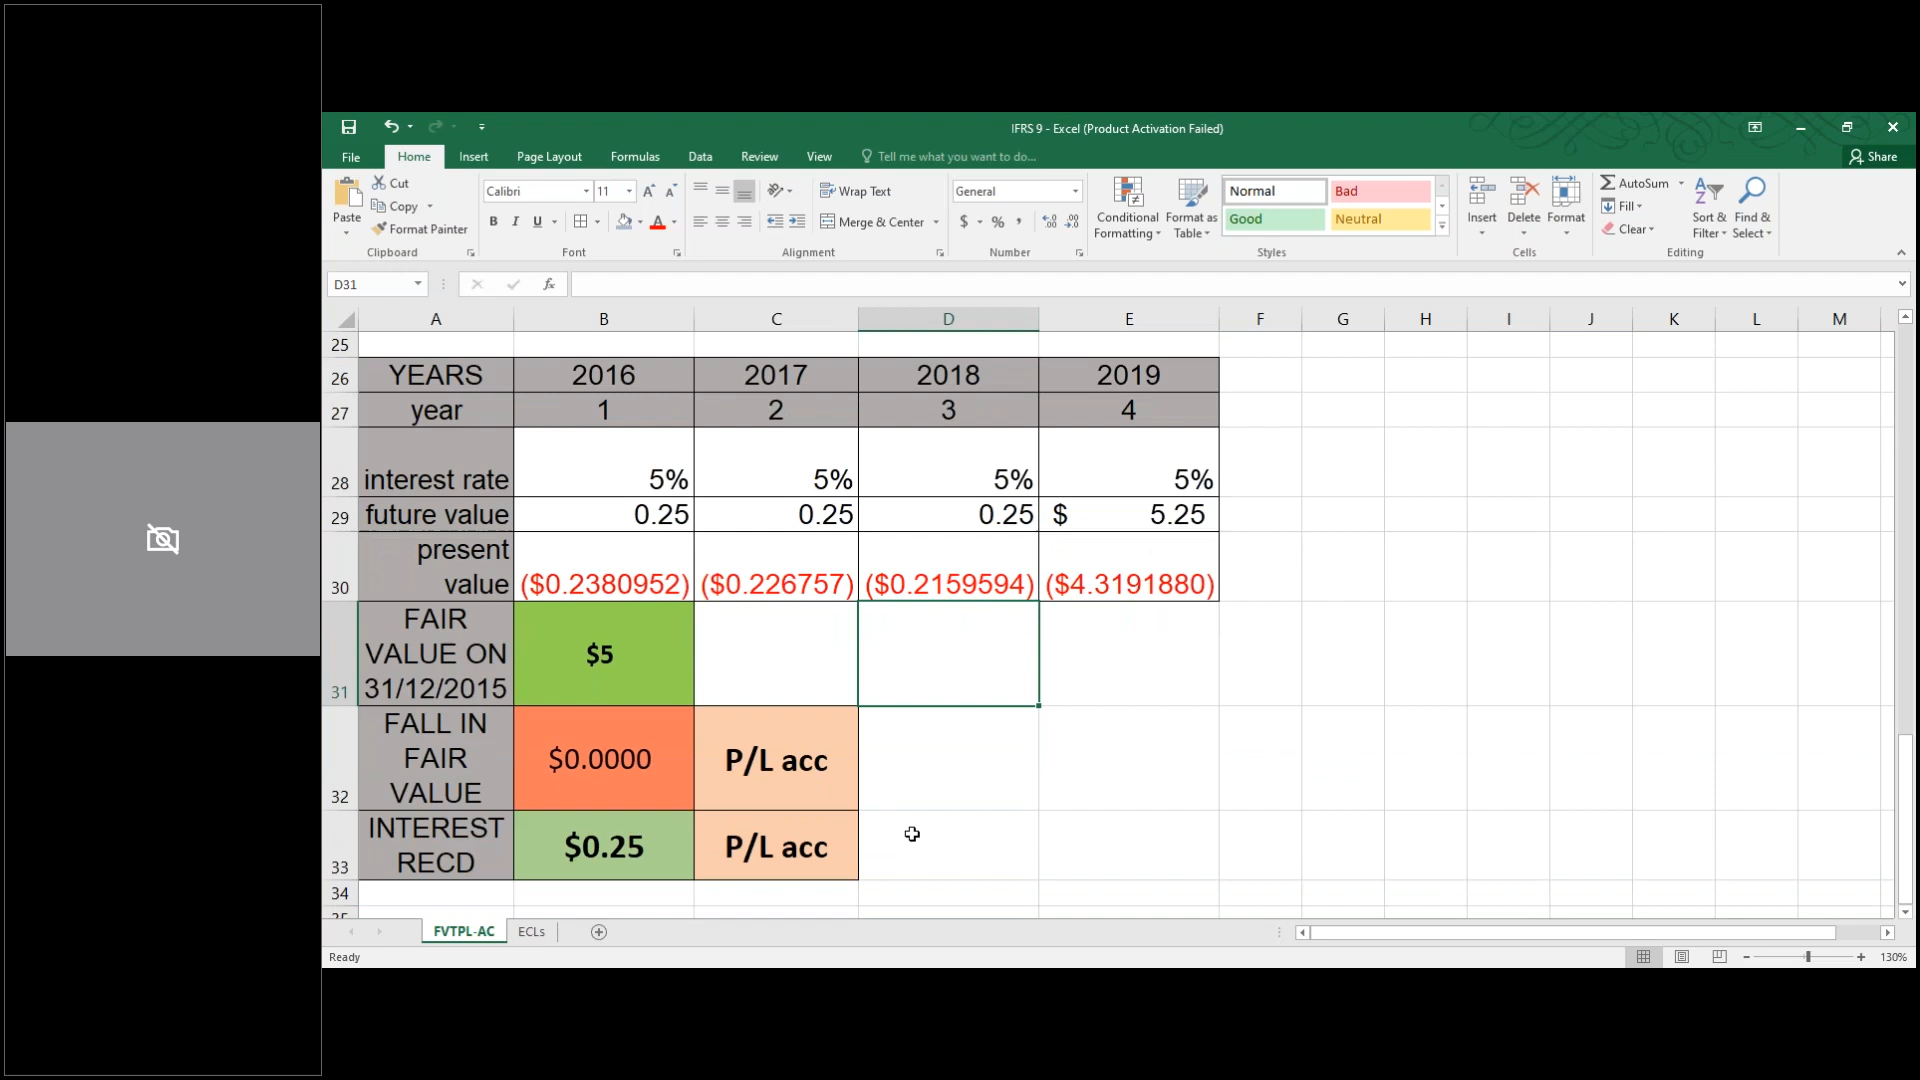 IFRS 9 - Excel (Product Activation Failed)
File Home Insert Page Layout Formulas Data Review View Tell me what you want to do... Share
Paste Cut Copy Format Painter
Clipboard
Calibri 11
B I U
Font
Wrap Text
Merge & Center
Alignment
General
$ % ,
Number
Conditional Formatting
Format as Table
Normal Bad
Good Neutral
Styles
Insert Delete Format
Cells
AutoSum
Fill
Clear
Sort & Filter
Find & Select
Editing
D31 fx
A B C D E F G H I J K L M
25
26 YEARS 2016 2017 2018 2019
27 year 1 2 3 4
28 interest rate 5% 5% 5% 5%
29 future value 0.25 0.25 0.25 $ 5.25
30 present value ($0.2380952) ($0.226757) ($0.2159594) ($4.3191880)
31 FAIR VALUE ON 31/12/2015 $5
32 FALL IN FAIR VALUE $0.0000 P/L acc
33 INTEREST RECD $0.25 P/L acc
34
35
FVTPL-AC ECLs
Ready 130%